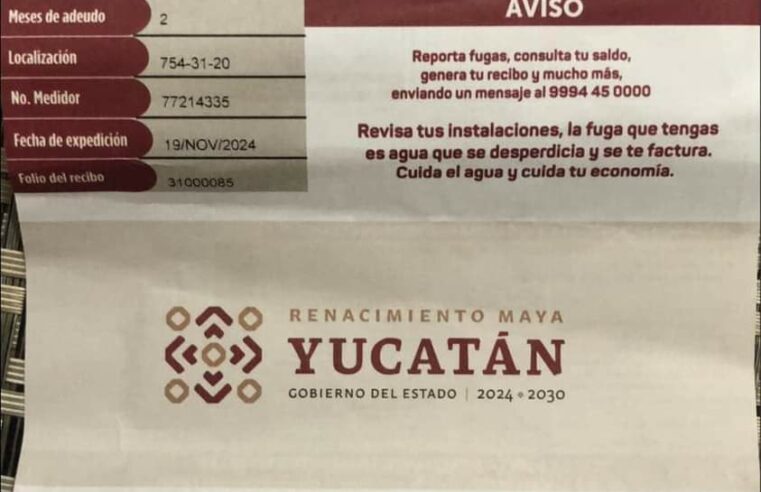 Meses de adeudo 2
Localización 754-31-20
No. Medidor 77214335
Fecha de expedición 19/NOV/2024
Folio del recibo 31000085
AVISO
Reporta fugas, consulta tu saldo,
genera tu recibo y mucho más,
enviando un mensaje al 9994 45 0000
Revisa tus instalaciones, la fuga que tengas
es agua que se desperdicia y se te factura.
Cuida el agua y cuida tu economía.
RENACIMIENTO MAYA
YUCATÁN
GOBIERNO DEL ESTADO | 2024 • 2030